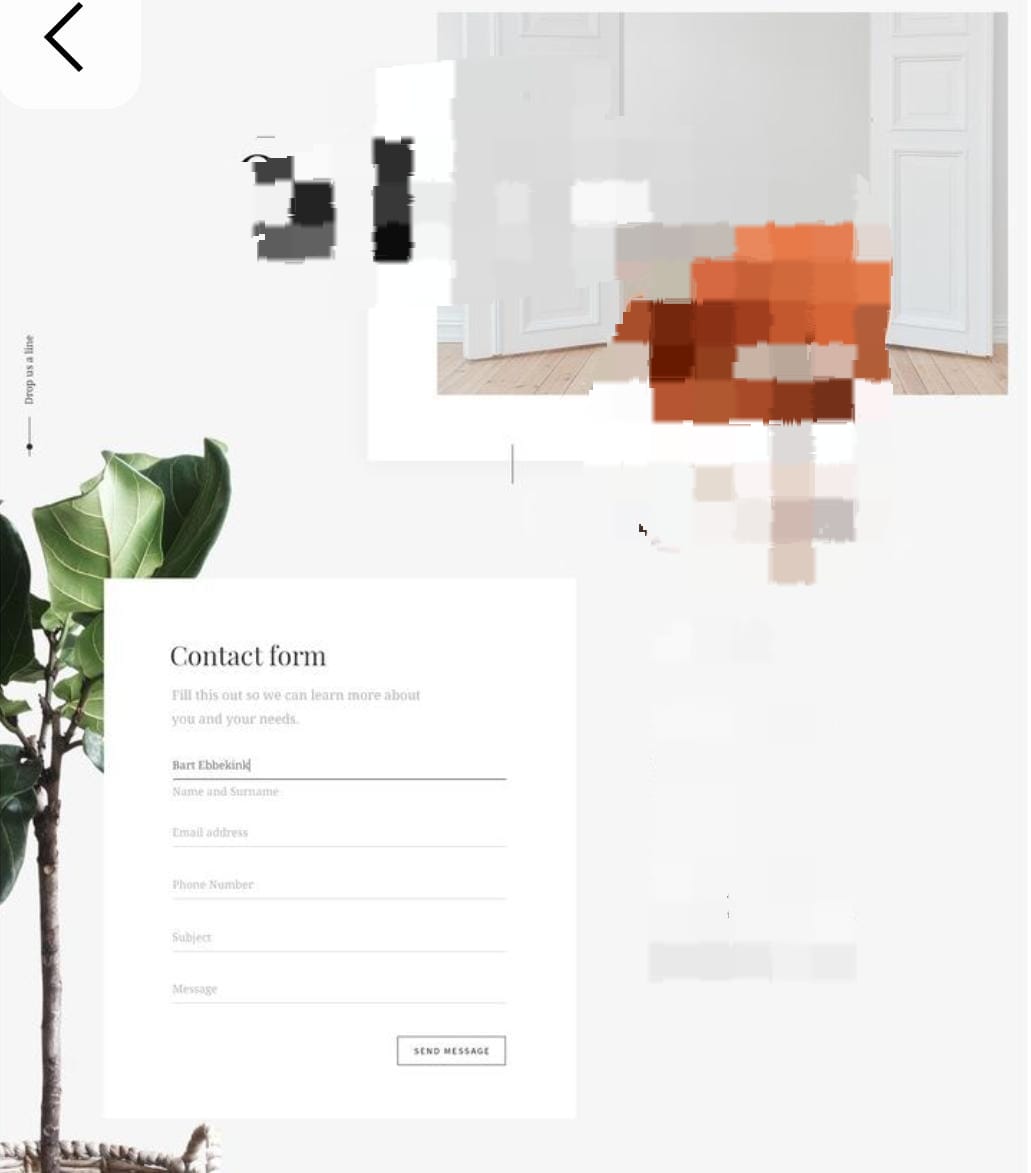 Drop us a line
Contact form
Fill this out so we can learn more about
you and your needs.
Bart Ebbekink
Name and Surname
Email address
Phone Number
Subject
Message
SEND MESSAGE